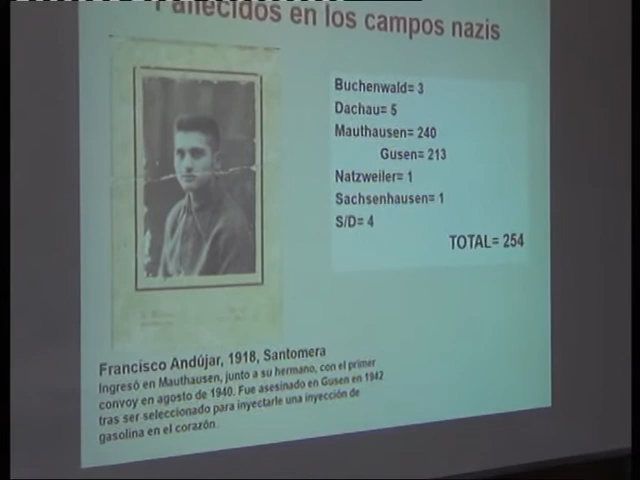 Fallecidos en los campos nazis
Buchenwald= 3
Dachau= 5
Mauthausen= 240
Gusen= 213
Natzweiler= 1
Sachsenhausen= 1
S/D= 4
TOTAL= 254
Francisco Andújar, 1918, Santomera
Ingresó en Mauthausen, junto a su hermano, con el primer
convoy en agosto de 1940. Fue asesinado en Gusen en 1942
tras ser seleccionado para inyectarle una inyección de
gasolina en el corazón.